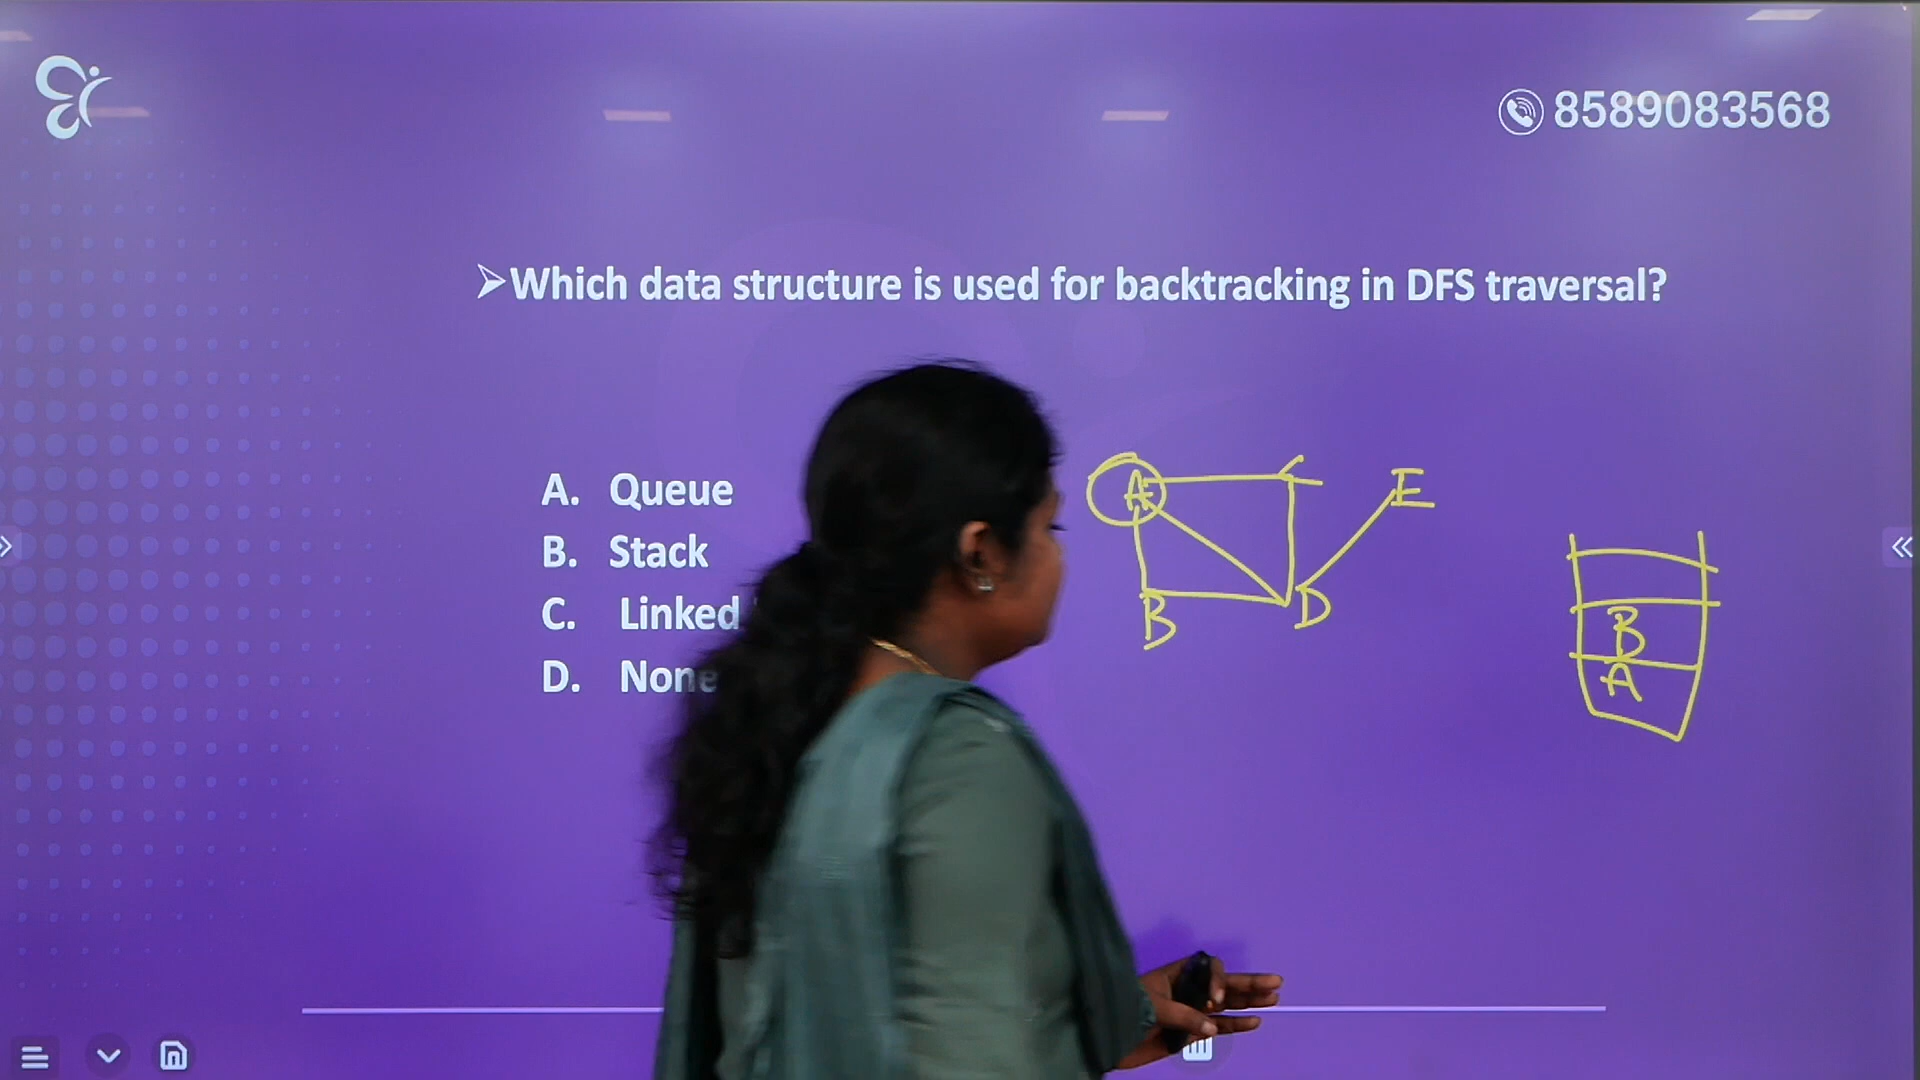 8589083568
➢Which data structure is used for backtracking in DFS traversal?
A. Queue
B. Stack
C. Linked
D. None
A C E
B D
B
A